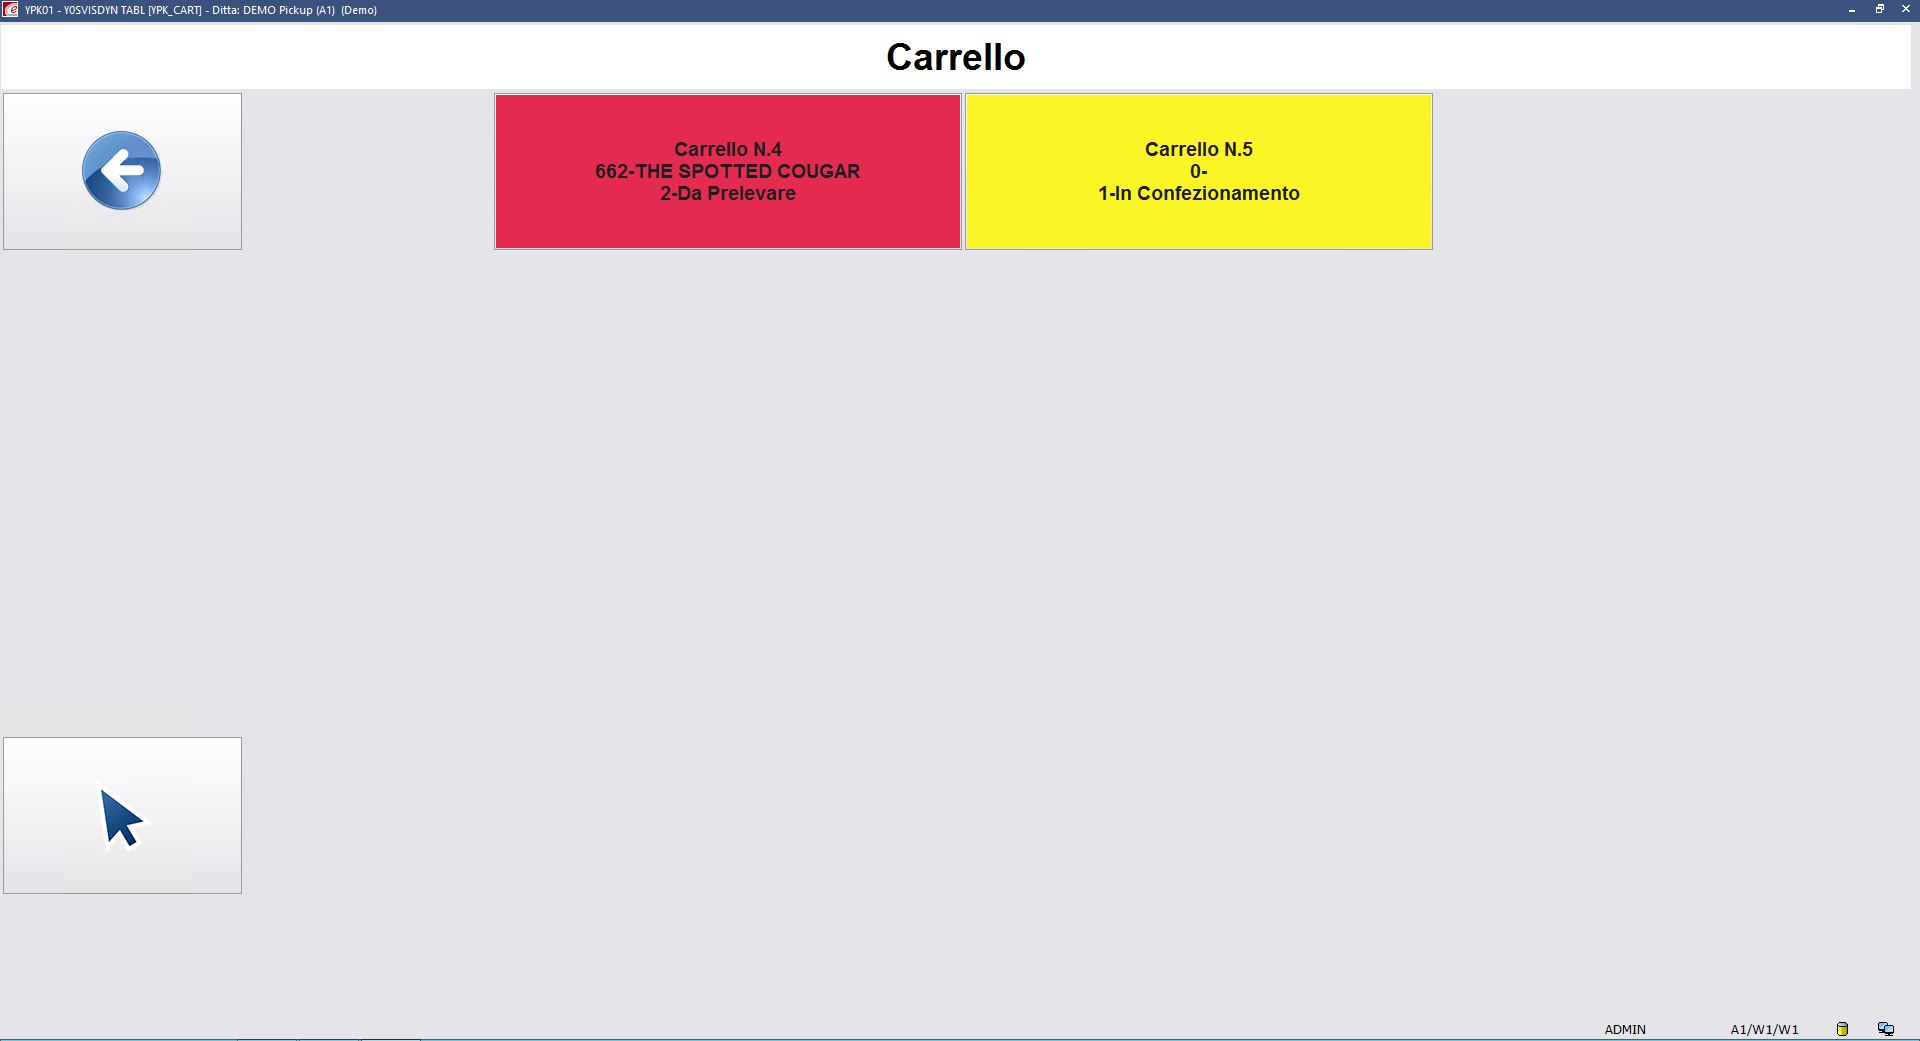 YPK01 - Y0SVISDYN TABL [YPK_CART] - Ditta: DEMO Pickup (A1) (Demo)
Carrello
Carrello N.4
662-THE SPOTTED COUGAR
2-Da Prelevare
Carrello N.5
0-
1-In Confezionamento
ADMIN
A1/W1/W1